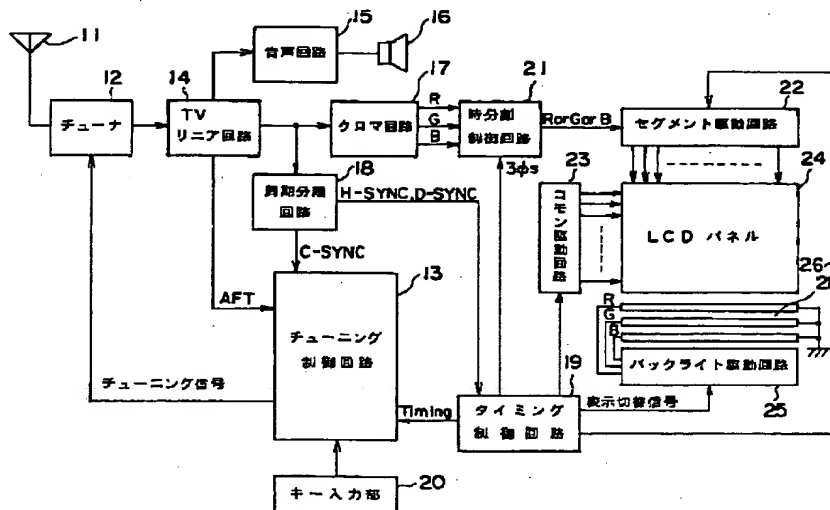 11
12
チューナ
14
TV
リニア回路
15
音声回路
16
17
クロマ回路
R
G
B
21
時分割
制御回路
RorGorB
22
セグメント駆動回路
18
同期分離
回路
H-SYNC,D-SYNC
C-SYNC
3φs
23
コモン駆動回路
24
LCD パネル
26
R
G
B
バックライト駆動回路
25
AFT
13
チューニング
制御回路
チューニング信号
Timing
19
タイミング
制御回路
表示切替信号
キー入力部
20